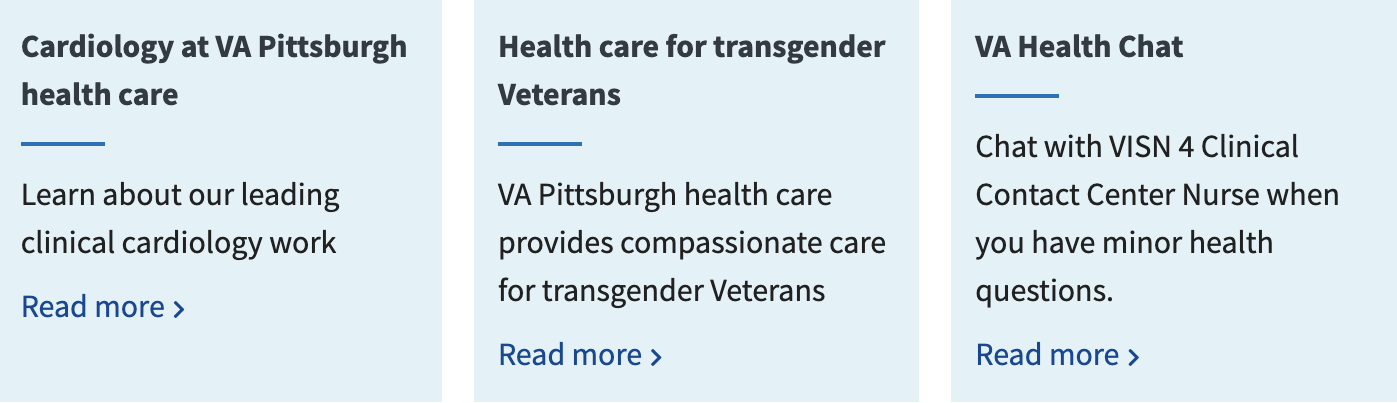 Cardiology at VA Pittsburgh
health care
Learn about our leading
clinical cardiology work
Read more
Health care for transgender
Veterans
VA Pittsburgh health care
provides compassionate care
for transgender Veterans
Read more
VA Health Chat
Chat with VISN 4 Clinical
Contact Center Nurse when
you have minor health
questions.
Read more